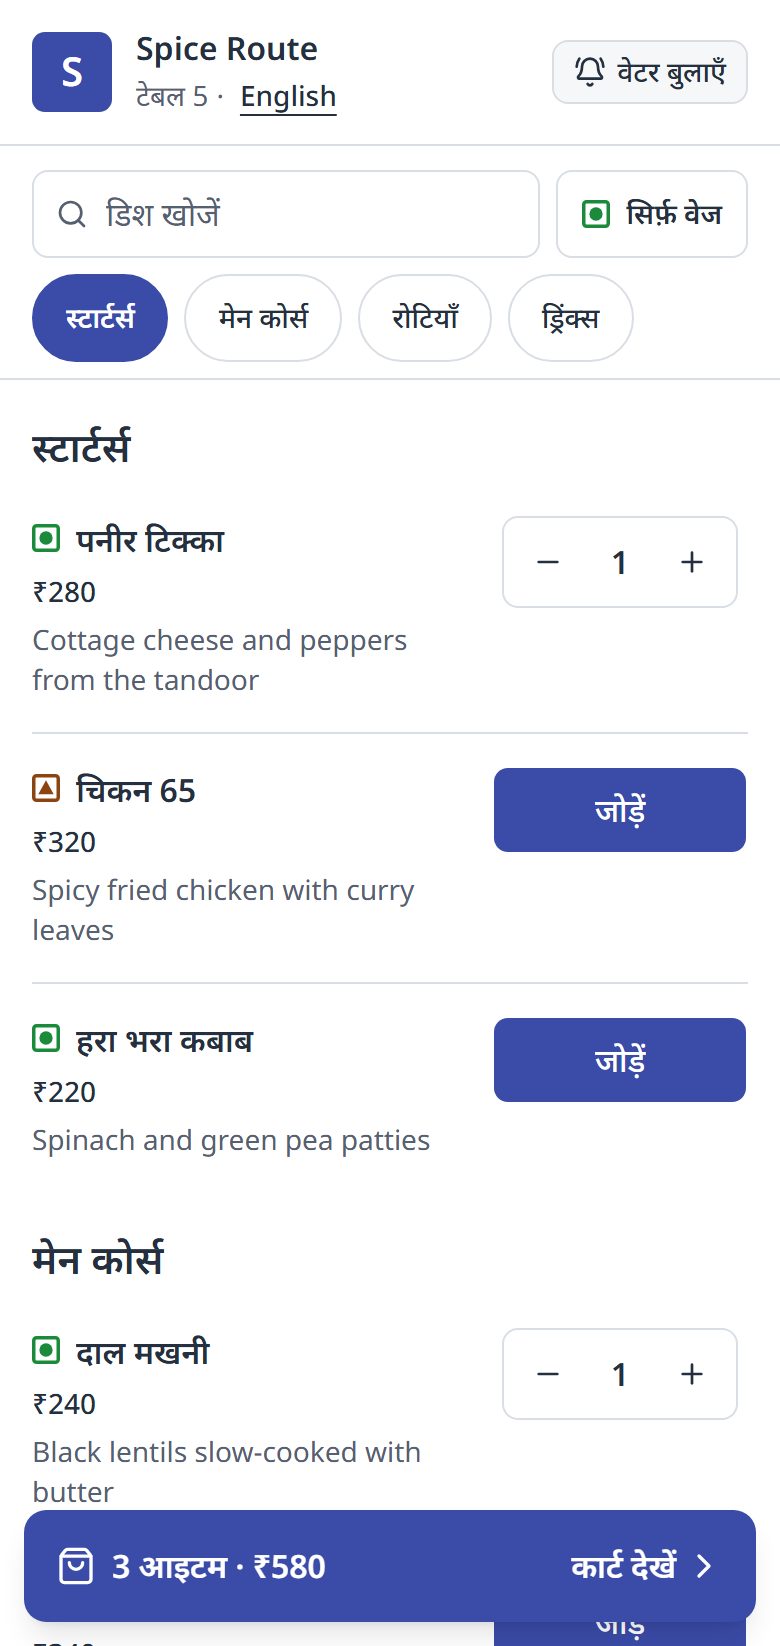 S
Spice Route
टेबल 5 · English
वेटर बुलाएँ
डिश खोजें
सिर्फ़ वेज
स्टार्टर्स
मेन कोर्स
रोटियाँ
ड्रिंक्स
स्टार्टर्स
पनीर टिक्का
1
₹280
Cottage cheese and peppers
from the tandoor
चिकन 65
जोड़ें
₹320
Spicy fried chicken with curry
leaves
हरा भरा कबाब
जोड़ें
₹220
Spinach and green pea patties
मेन कोर्स
दाल मखनी
1
₹240
Black lentils slow-cooked with
butter
3 आइटम · ₹580
कार्ट देखें